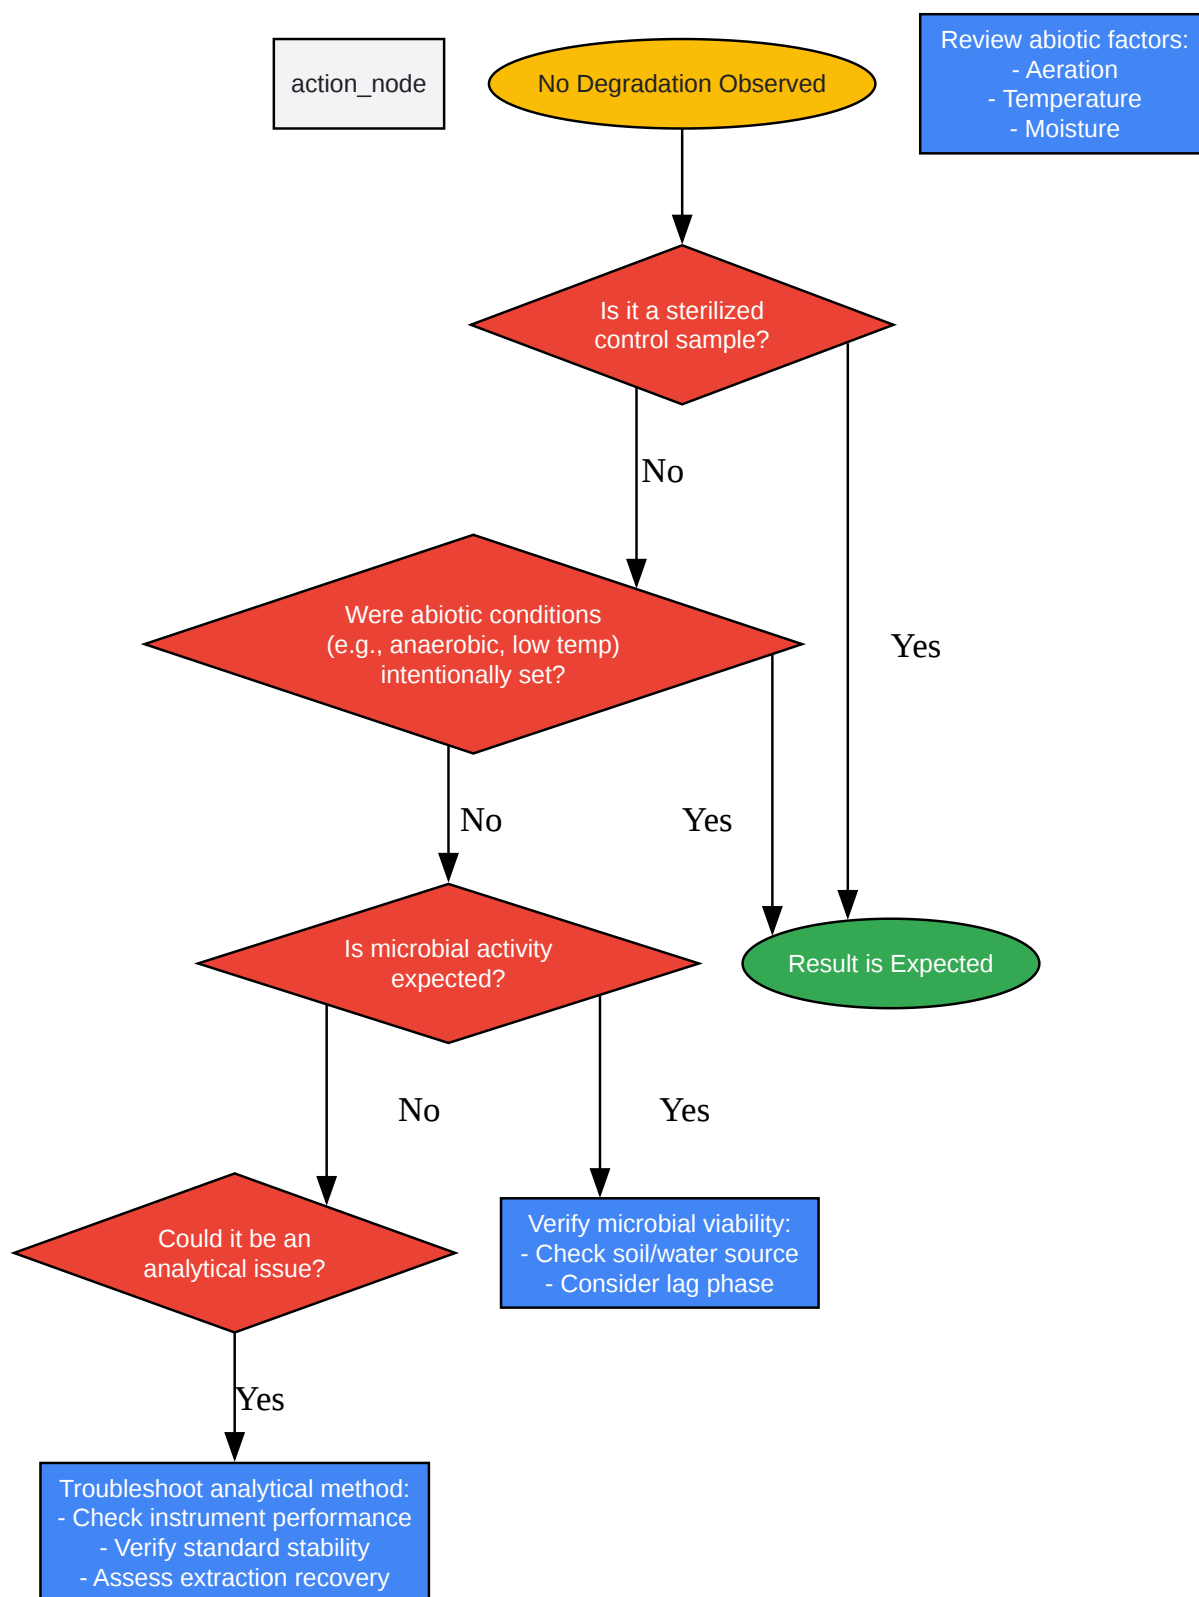 action_node
No Degradation Observed
Review abiotic factors:
- Aeration
- Temperature
- Moisture
Is it a sterilized
control sample?
No
Yes
Were abiotic conditions
(e.g., anaerobic, low temp)
intentionally set?
No
Yes
Is microbial activity
expected?
Result is Expected
No
Yes
Could it be an
analytical issue?
Verify microbial viability:
- Check soil/water source
- Consider lag phase
Yes
Troubleshoot analytical method:
- Check instrument performance
- Verify standard stability
- Assess extraction recovery